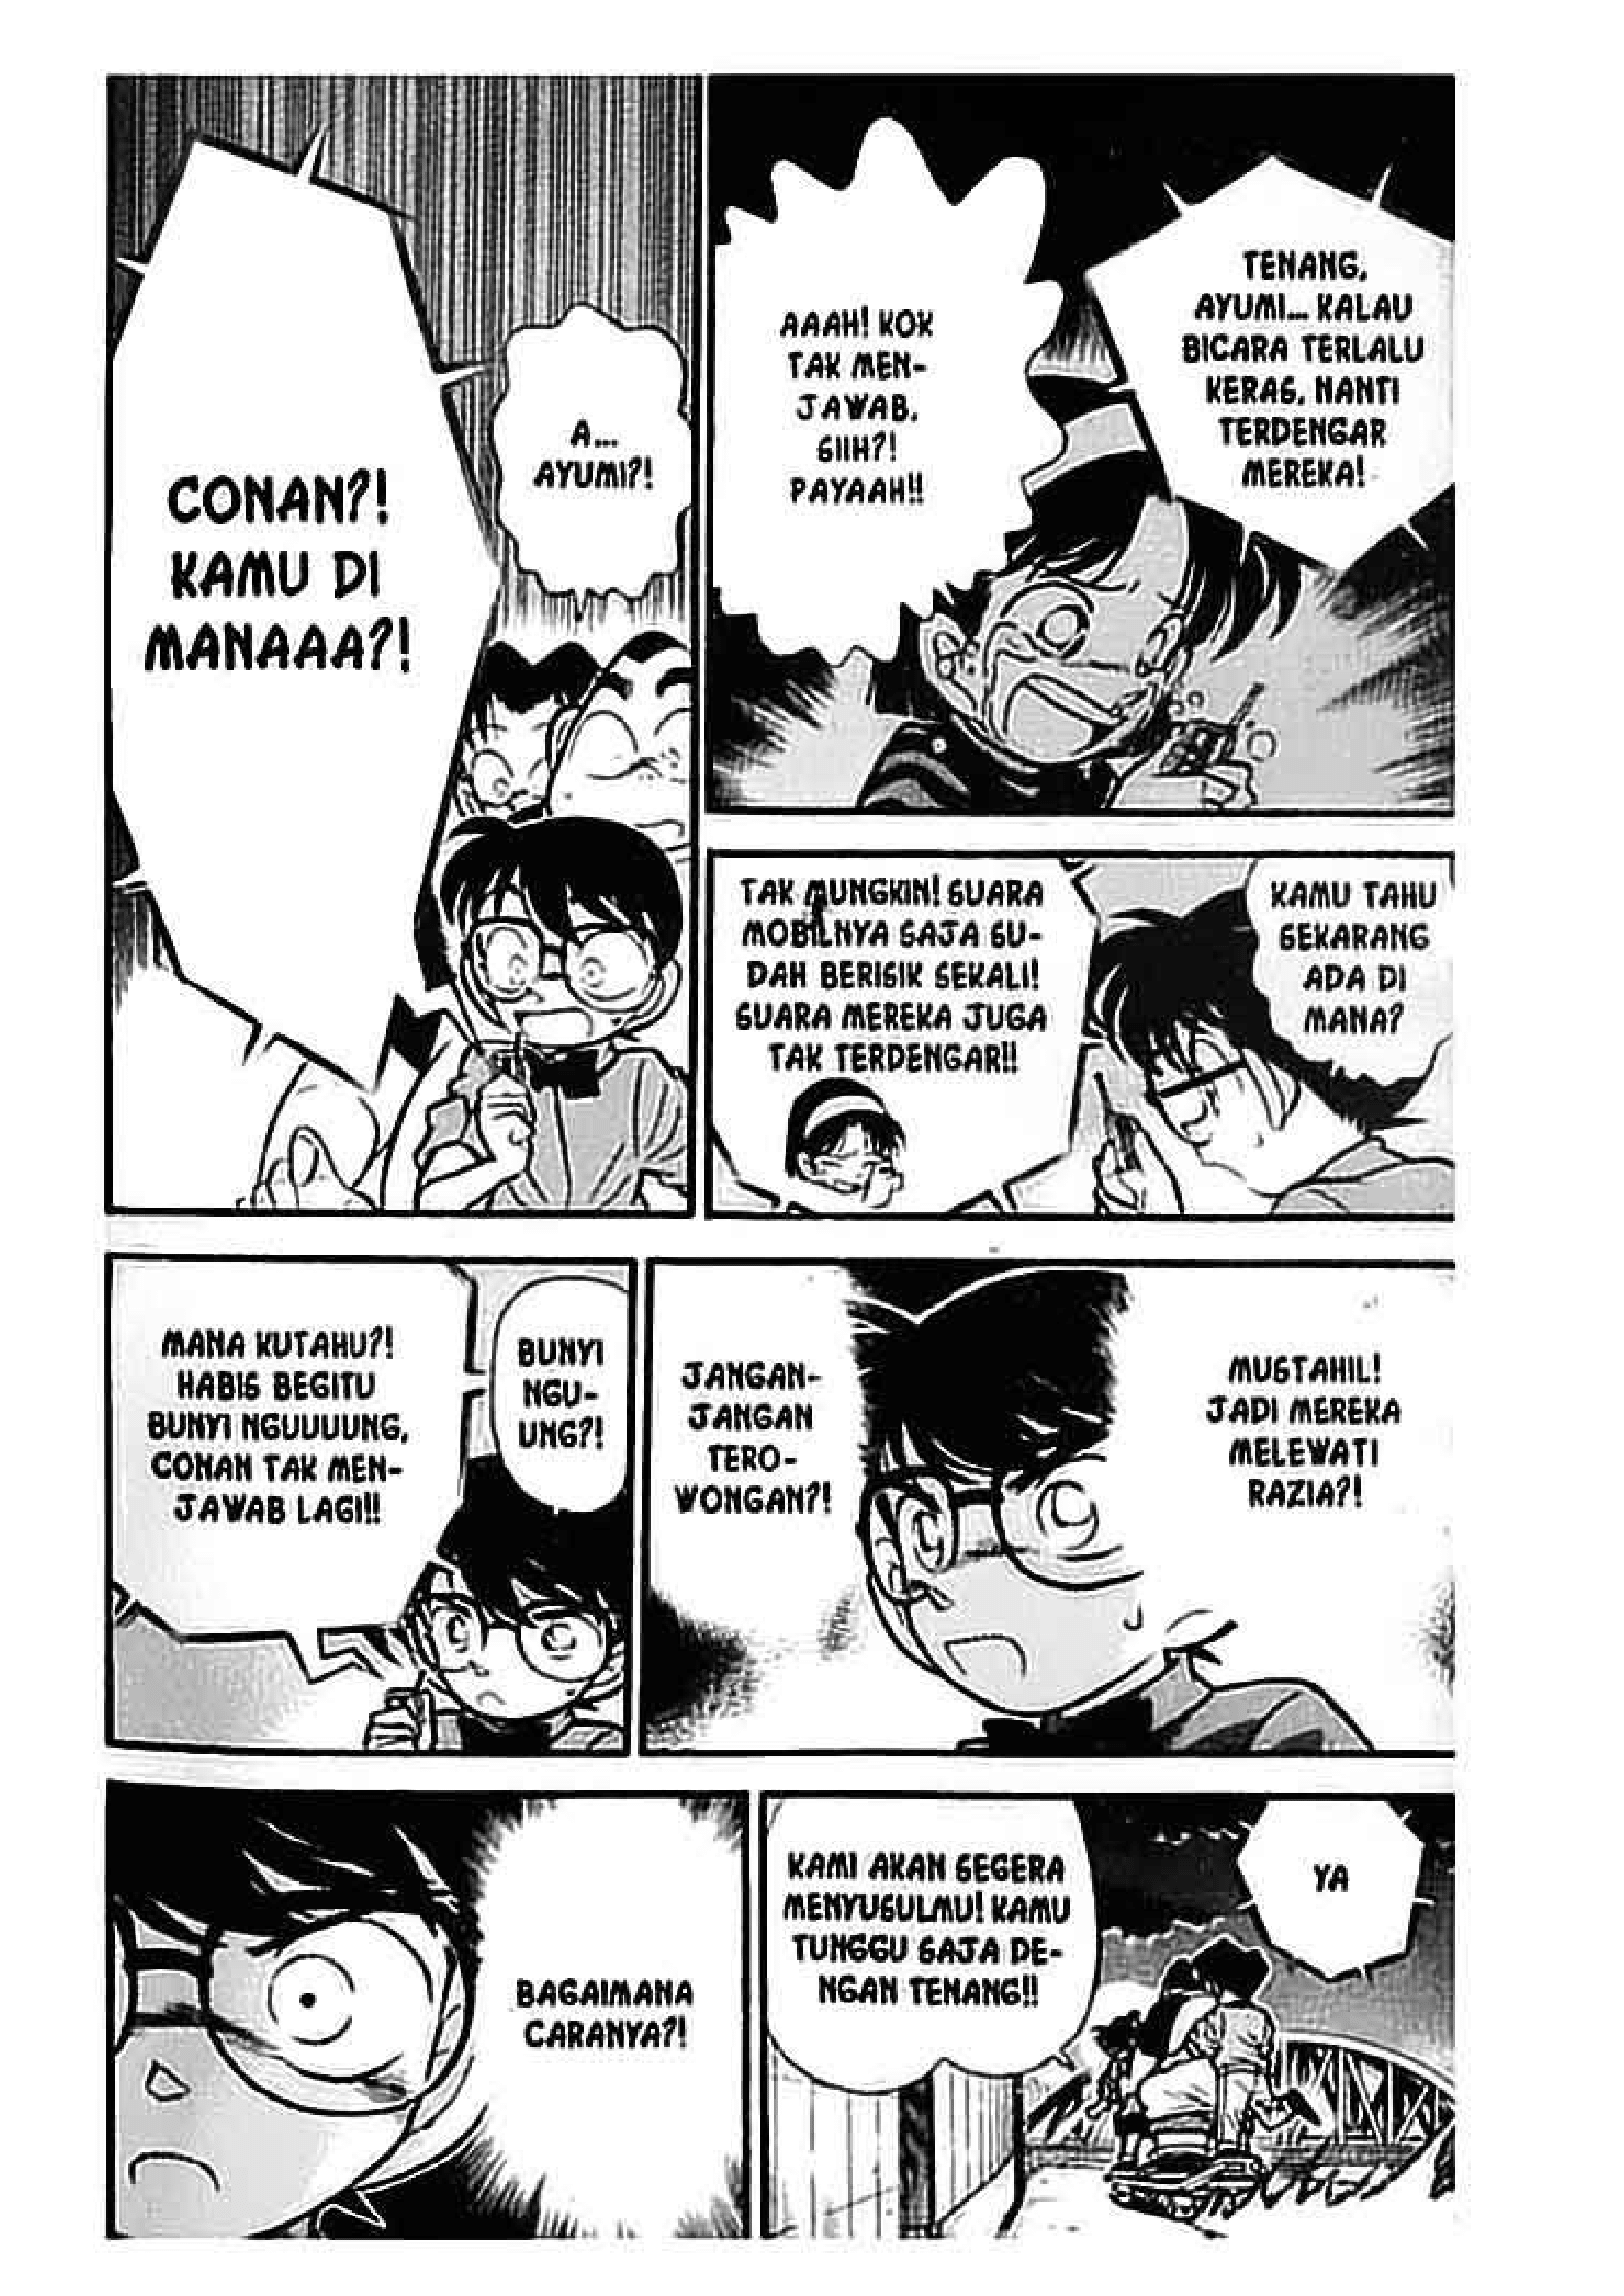 CONAN?!
KAMU DI
MANAAA?!
A...
AYUMI?!
AAAH! KOK
TAK MEN-
JAWAB,
SIIH?!
PAYAAH!!
TENANG,
AYUMI... KALAU
BICARA TERLALU
KERAS, NANTI
TERDENGAR
MEREKA!
TAK MUNGKIN! SUARA
MOBILNYA SAJA SU-
DAH BERISIK SEKALI!
SUARA MEREKA JUGA
TAK TERDENGAR!!
KAMU TAHU
SEKARANG
ADA DI
MANA?
MANA KUTAHU?!
HABIS BEGITU
BUNYI NGUUUUNG,
CONAN TAK MEN-
JAWAB LAGI!!
BUNYI
NGU-
UNG?!
JANGAN-
JANGAN
TERO-
WONGAN?!
MUSTAHIL!
JADI MEREKA
MELEWATI
RAZIA?!
BAGAIMANA
CARANYA?!
KAMI AKAN SEGERA
MENYUSULMU! KAMU
TUNGGU SAJA DE-
NGAN TENANG!!
YA